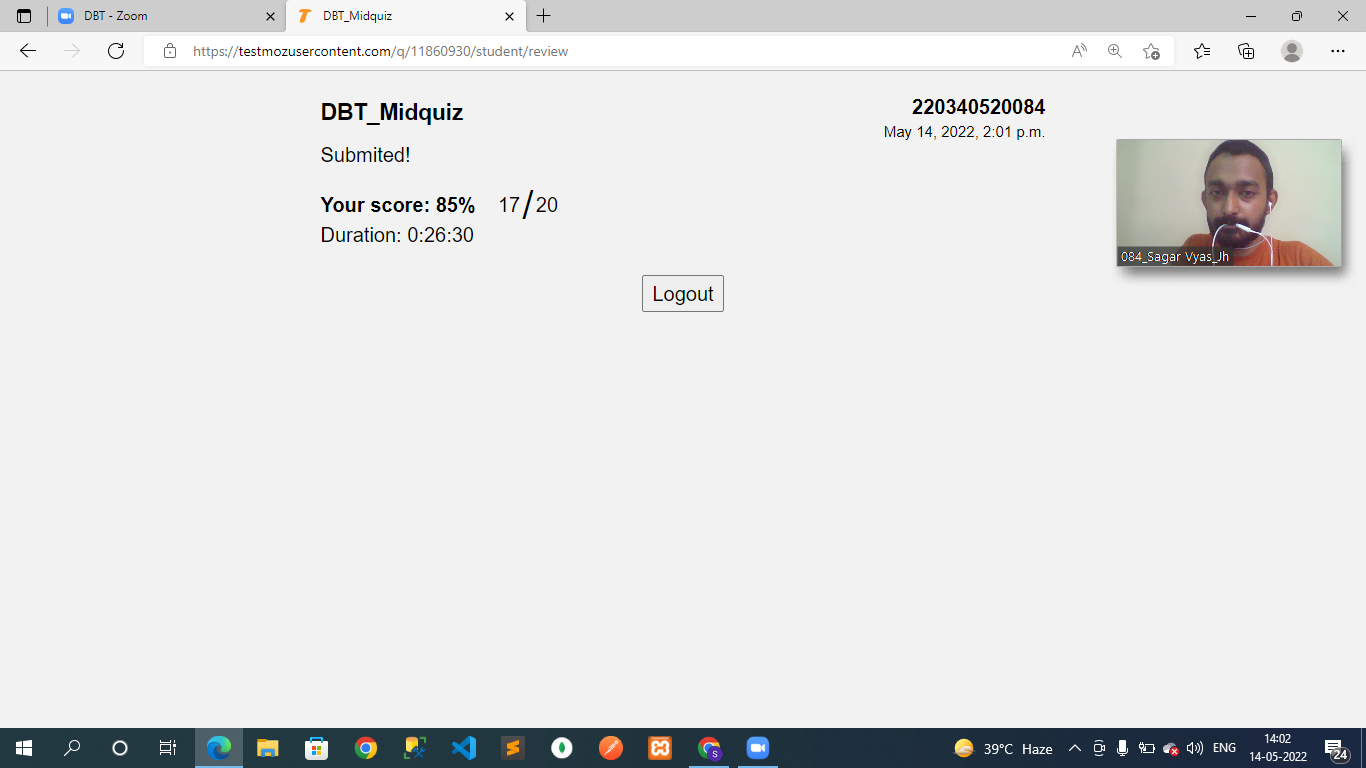 DBT - Zoom
DBT_Midquiz
https://testmozusercontent.com/q/11860930/student/review
DBT_Midquiz
220340520084
May 14, 2022, 2:01 p.m.
Submited!
Your score: 85% 17/20
Duration: 0:26:30
084_Sagar Vyas_Jh
Logout
39°C Haze
ENG
14:02
14-05-2022
24